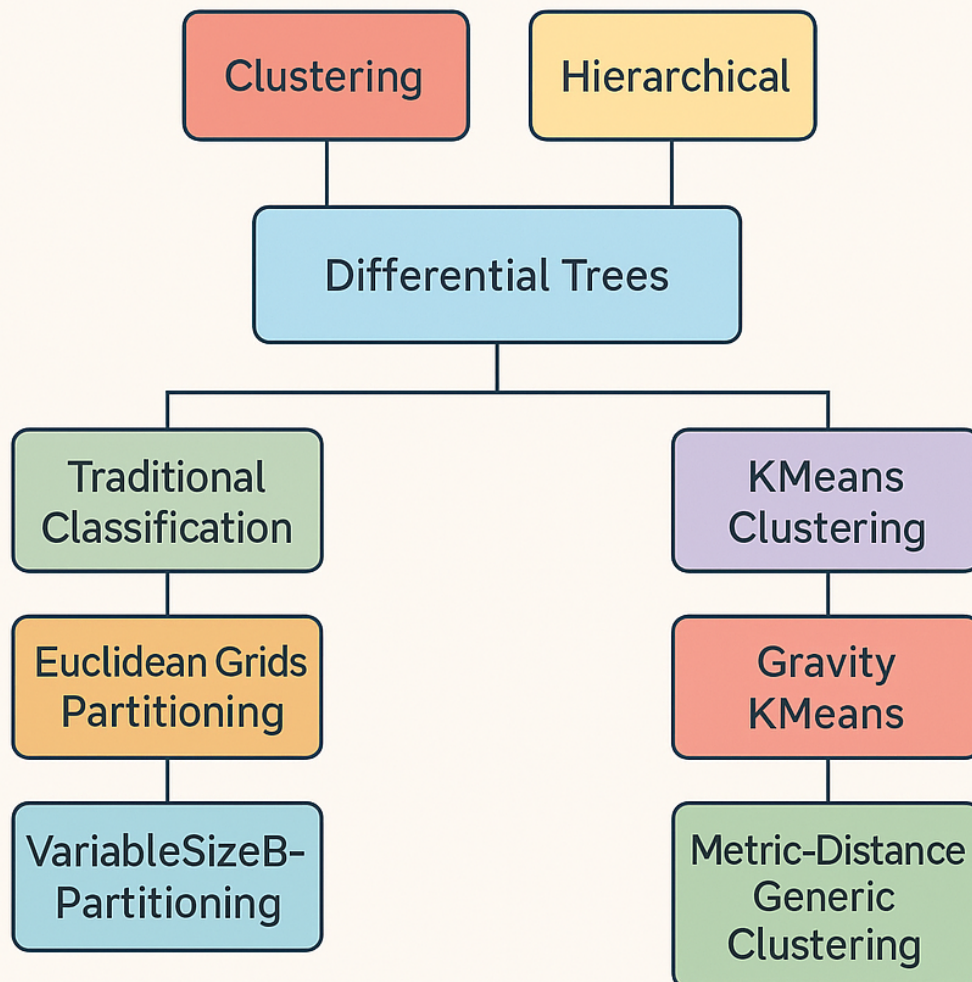 Clustering
Hierarchical
Differential Trees
Traditional
Classification
KMeans
Clustering
Euclidean Grids
Partitioning
Gravity
KMeans
VariableSizeB-
Partitioning
Metric-Distance
Generic
Clustering